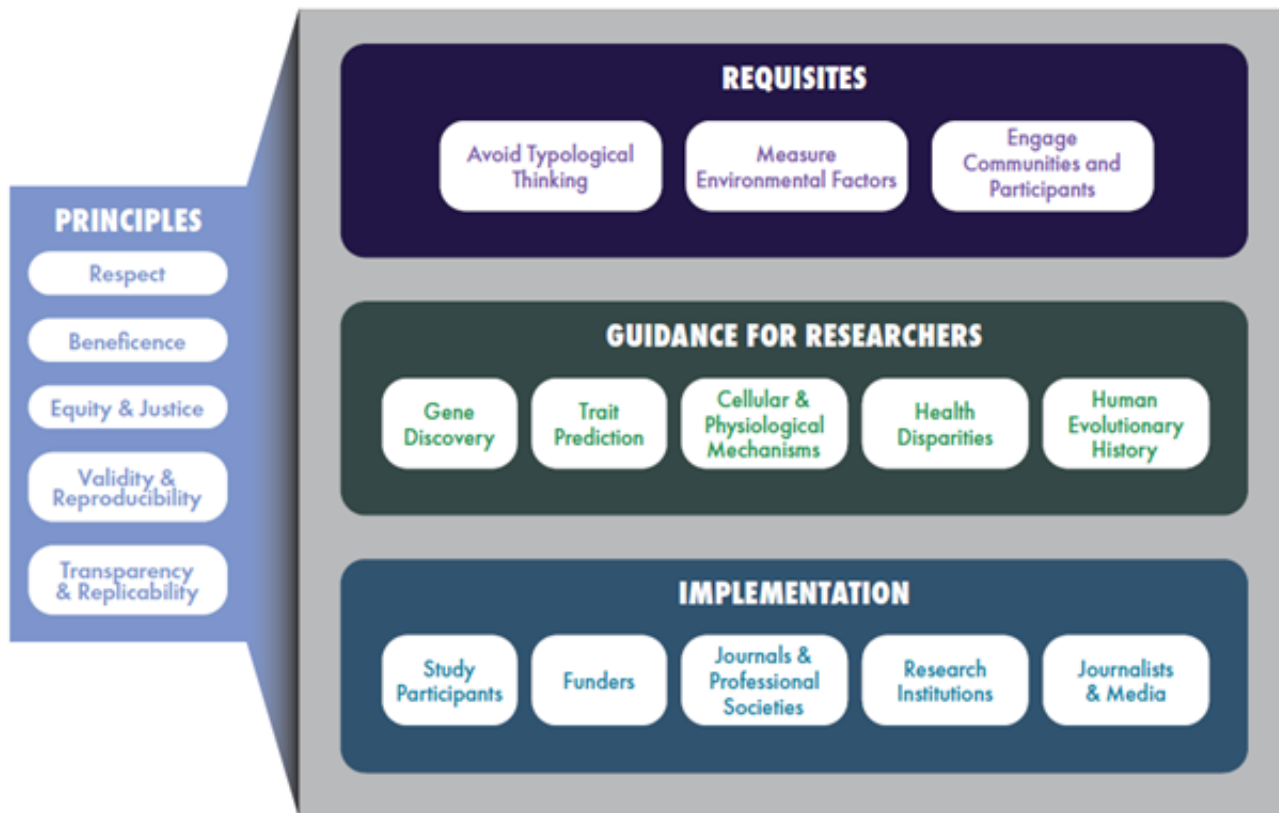 PRINCIPLES
Respect
Beneficence
Equity & Justice
Validity &
Reproducibility
Transparency
& Replicability
REQUISITES
Avoid Typological
Thinking
Measure
Environmental Factors
Engage
Communities and
Participants
GUIDANCE FOR RESEARCHERS
Gene
Discovery
Trait
Prediction
Cellular &
Physiological
Mechanisms
Health
Disparities
Human
Evolutionary
History
IMPLEMENTATION
Study
Participants
Funders
Journals &
Professional
Societies
Research
Institutions
Journalists
& Media